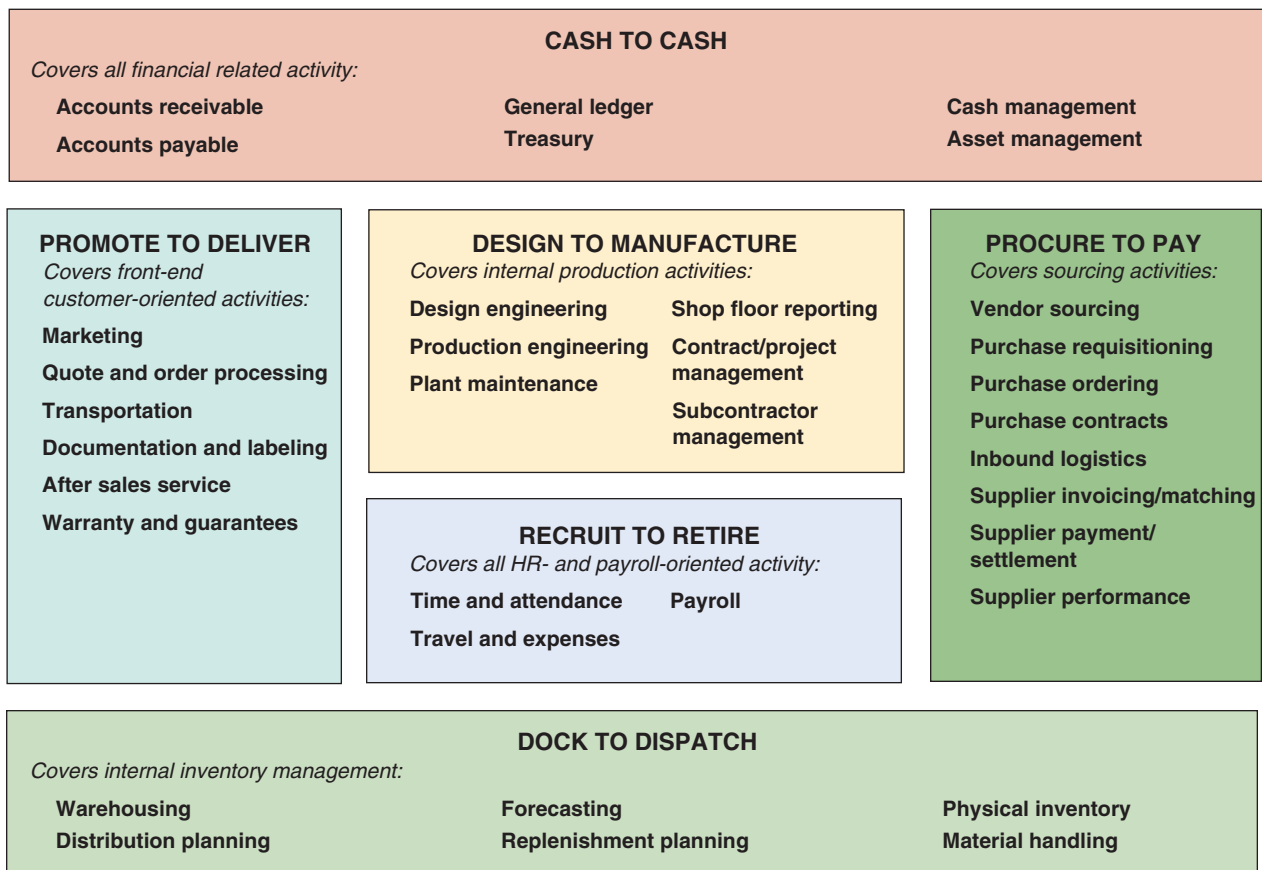 CASH TO CASH
Covers all financial related activity:
Accounts receivable
Accounts payable
General ledger
Treasury
Cash management
Asset management
PROMOTE TO DELIVER
Covers front-end
customer-oriented activities:
Marketing
Quote and order processing
Transportation
Documentation and labeling
After sales service
Warranty and guarantees
DESIGN TO MANUFACTURE
Covers internal production activities:
Design engineering
Production engineering
Plant maintenance
Shop floor reporting
Contract/project
management
Subcontractor
management
RECRUIT TO RETIRE
Covers all HR- and payroll-oriented activity:
Time and attendance
Travel and expenses
Payroll
PROCURE TO PAY
Covers sourcing activities:
Vendor sourcing
Purchase requisitioning
Purchase ordering
Purchase contracts
Inbound logistics
Supplier invoicing/matching
Supplier payment/
settlement
Supplier performance
DOCK TO DISPATCH
Covers internal inventory management:
Warehousing
Distribution planning
Forecasting
Replenishment planning
Physical inventory
Material handling